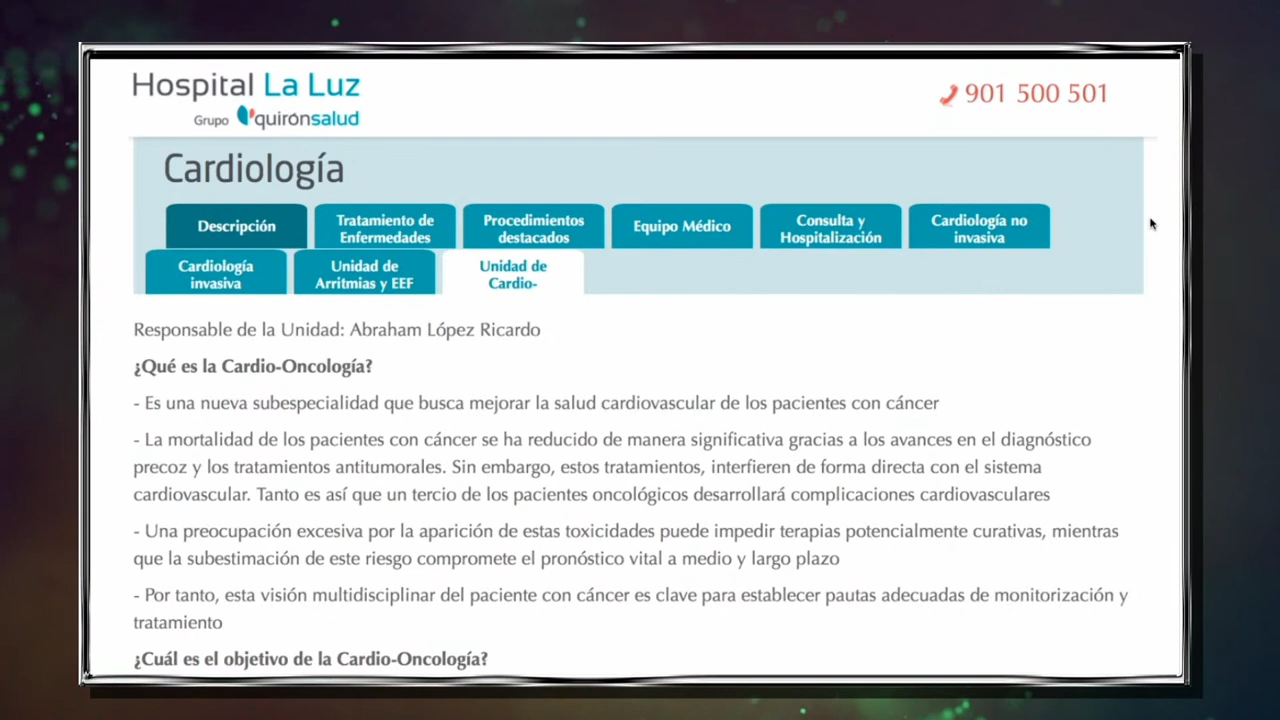 Hospital La Luz
Grupo quirónsalud
901 500 501
Cardiología
Descripción
Tratamiento de
Enfermedades
Procedimientos
destacados
Equipo Médico
Consulta y
Hospitalización
Cardiología no
invasiva
Cardiología
invasiva
Unidad de
Arritmias y EEF
Unidad de
Cardio-
Responsable de la Unidad: Abraham López Ricardo
¿Qué es la Cardio-Oncología?
- Es una nueva subespecialidad que busca mejorar la salud cardiovascular de los pacientes con cáncer
- La mortalidad de los pacientes con cáncer se ha reducido de manera significativa gracias a los avances en el diagnóstico
precoz y los tratamientos antitumorales. Sin embargo, estos tratamientos, interfieren de forma directa con el sistema
cardiovascular. Tanto es así que un tercio de los pacientes oncológicos desarrollará complicaciones cardiovasculares
- Una preocupación excesiva por la aparición de estas toxicidades puede impedir terapias potencialmente curativas, mientras
que la subestimación de este riesgo compromete el pronóstico vital a medio y largo plazo
- Por tanto, esta visión multidisciplinar del paciente con cáncer es clave para establecer pautas adecuadas de monitorización y
tratamiento
¿Cuál es el objetivo de la Cardio-Oncología?